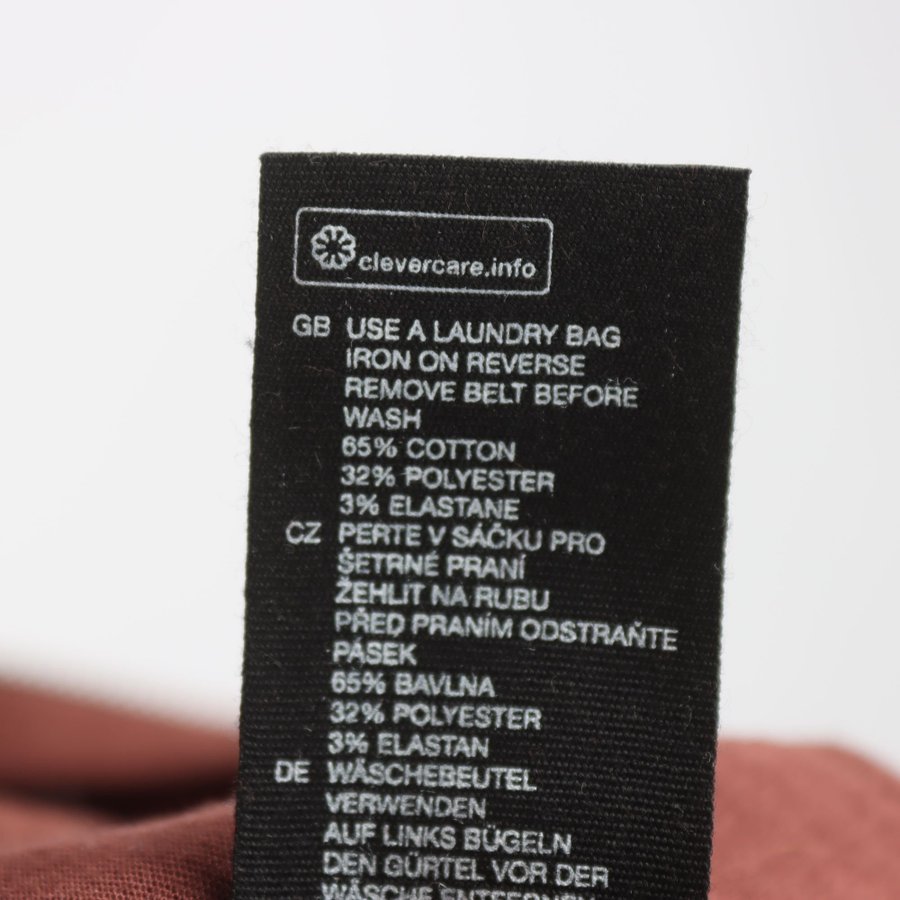 clevercare.info
GB USE A LAUNDRY BAG
IRON ON REVERSE
REMOVE BELT BEFORE
WASH
65% COTTON
32% POLYESTER
3% ELASTANE
CZ PERTE V SÁČKU PRO
ŠETRNÉ PRANÍ
ŽEHLIT NA RUBU
PŘED PRANÍM ODSTRAŇTE
PÁSEK
65% BAVLNA
32% POLYESTER
3% ELASTAN
DE WÄSCHEBEUTEL
VERWENDEN
AUF LINKS BÜGELN
DEN GÜRTEL VOR DER
WÄSCHE ENTFERNEN